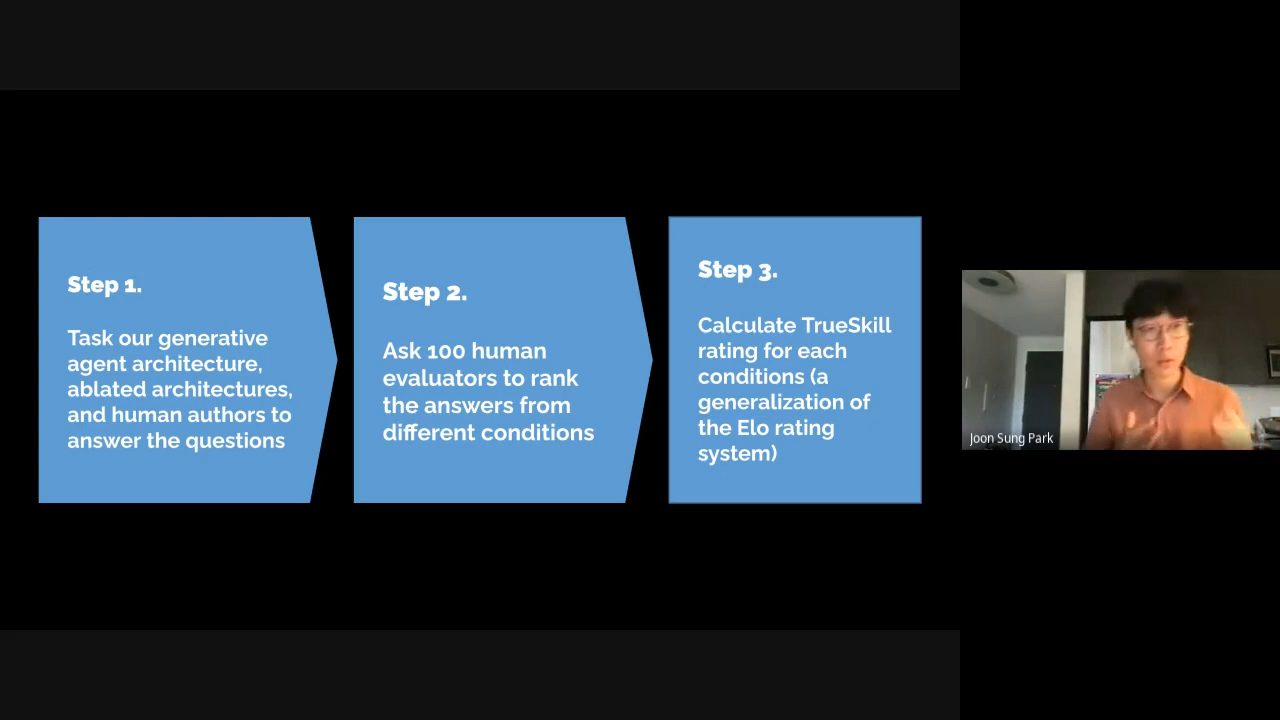 Step 1.
Task our generative
agent architecture,
ablated architectures,
and human authors to
answer the questions
Step 2.
Ask 100 human
evaluators to rank
the answers from
different conditions
Step 3.
Calculate TrueSkill
rating for each
conditions (a
generalization of
the Elo rating
system)
Joon Sung Park